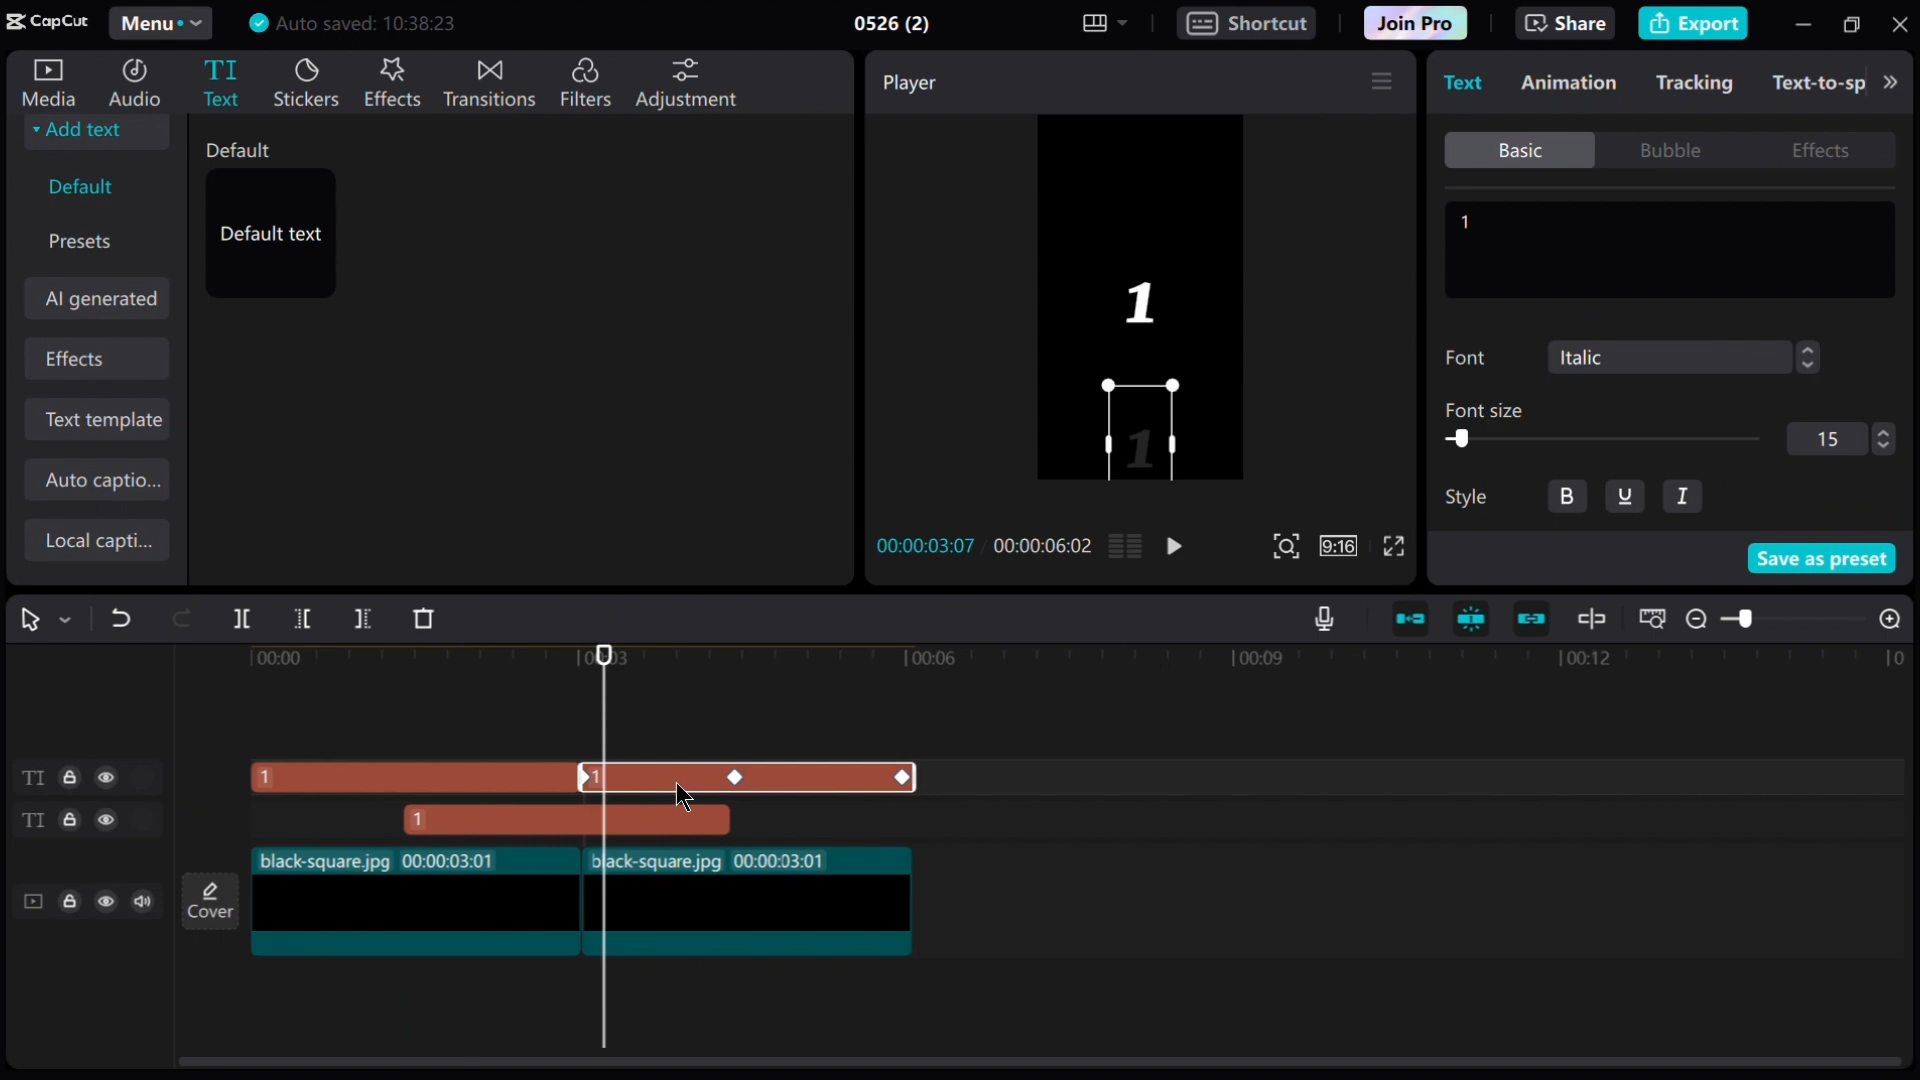 CapCut Menu Auto saved: 10:38:23 0526 (2) Shortcut Join Pro Share Export
Media Audio TI Text Stickers Effects Transitions Filters Adjustment
Add text
Default
Presets
AI generated
Effects
Text template
Auto captio...
Local capti...
Default
Default text
Player
1
1
00:00:03:07 / 00:00:06:02 9:16
Text Animation Tracking Text-to-sp
Basic Bubble Effects
1
Font Italic
Font size
15
Style B U I
Save as preset
00:00 00:03 00:06 00:09 00:12 0
TI 1 1
TI 1
Cover
black-square.jpg 00:00:03:01 black-square.jpg 00:00:03:01